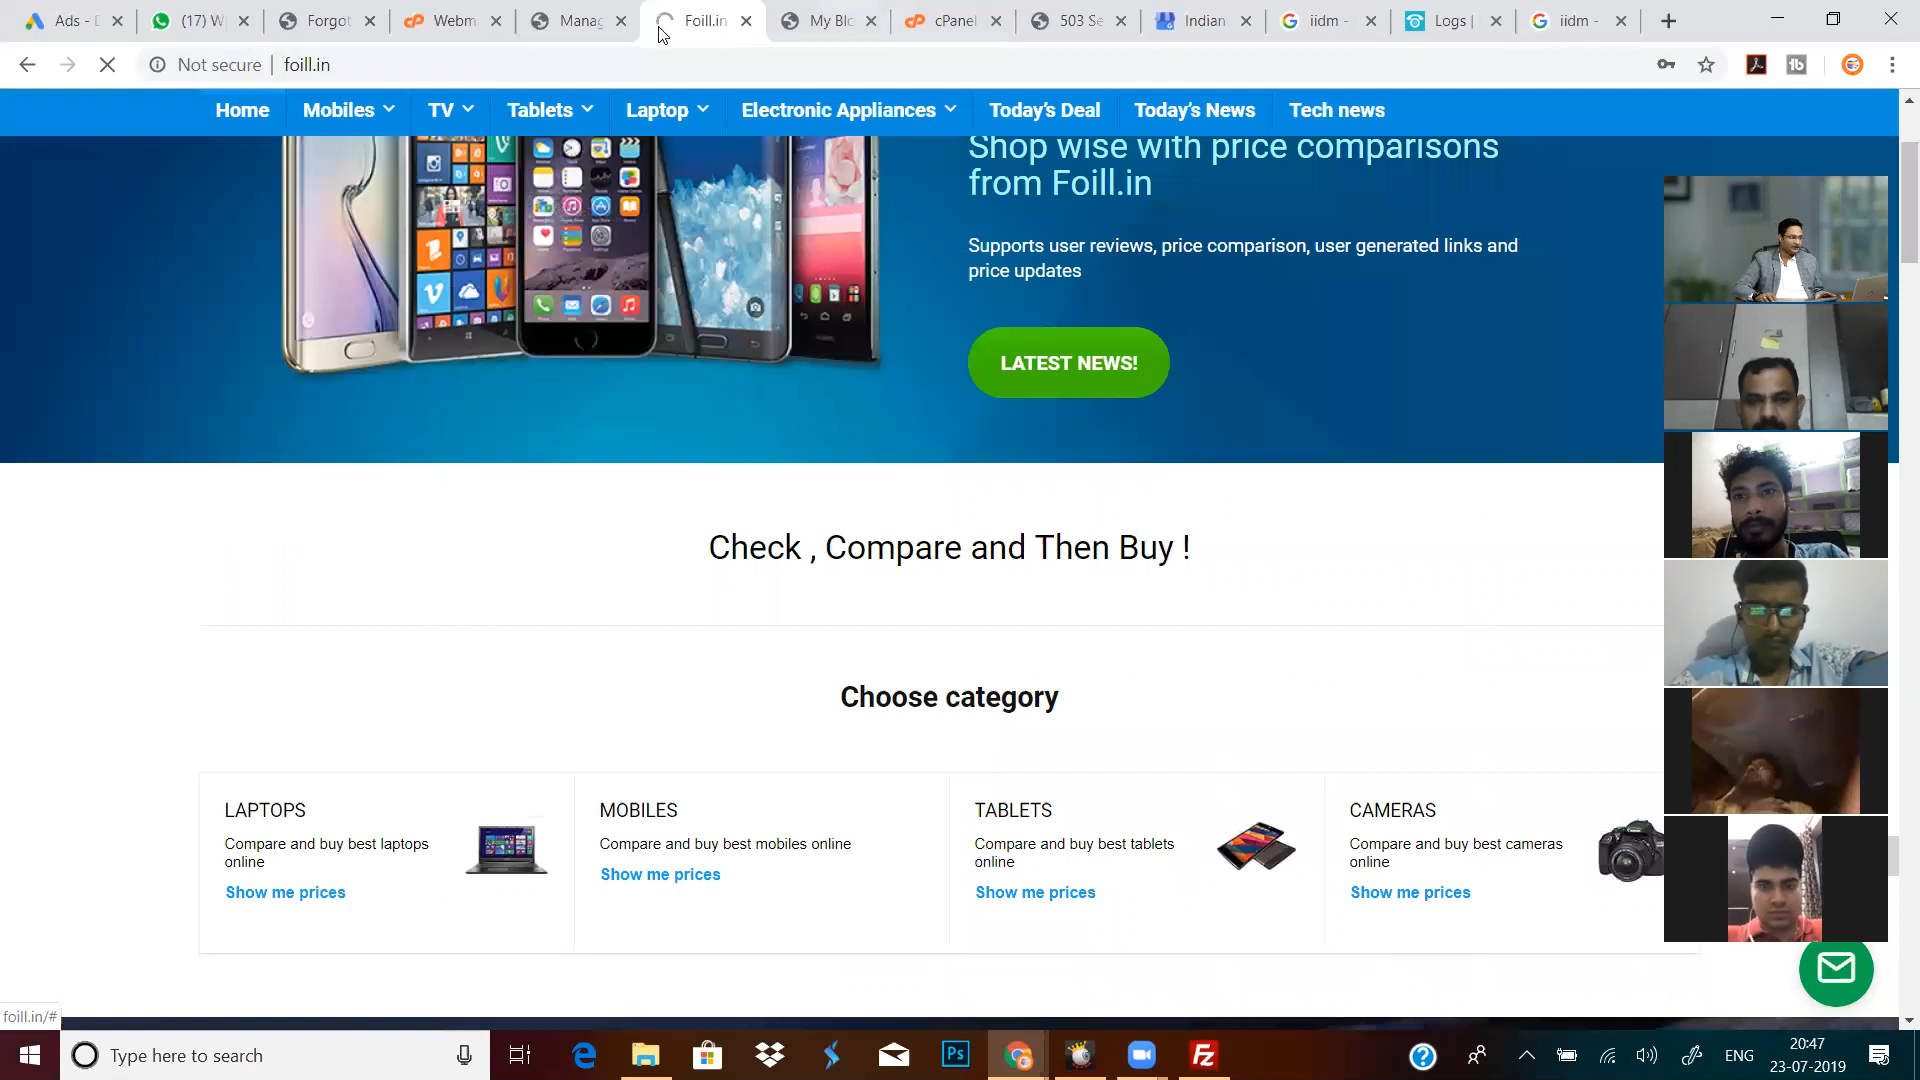 Ads - D
(17) W
Forgot
Webm
Manag
Foill.in
My Blo
cPanel
503 Se
Indian
iidm -
Logs |
iidm -
Not secure | foill.in
Home
Mobiles
TV
Tablets
Laptop
Electronic Appliances
Today's Deal
Today's News
Tech news
Shop wise with price comparisons
from Foill.in
Supports user reviews, price comparison, user generated links and
price updates
LATEST NEWS!
Check , Compare and Then Buy !
Choose category
LAPTOPS
Compare and buy best laptops
online
Show me prices
MOBILES
Compare and buy best mobiles online
Show me prices
TABLETS
Compare and buy best tablets
online
Show me prices
CAMERAS
Compare and buy best cameras
online
Show me prices
foill.in/#
Type here to search
Ps
Fz
ENG
20:47
23-07-2019